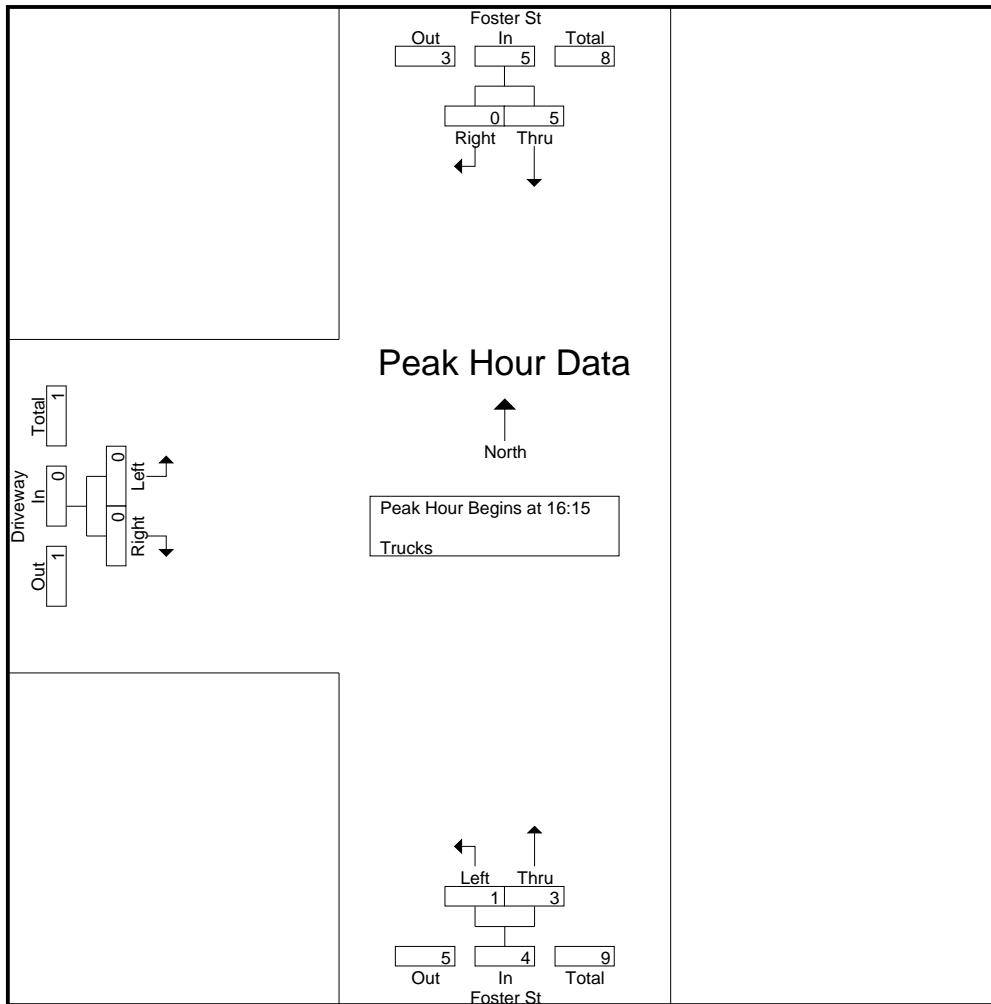 Foster St
Out In Total
3 5 8
0 5
Right Thru
Peak Hour Data
North
Peak Hour Begins at 16:15
Trucks
Driveway
Out In Total
1 0 1
0 0
Right Left
Left Thru
1 3
5 4 9
Out In Total
Foster St